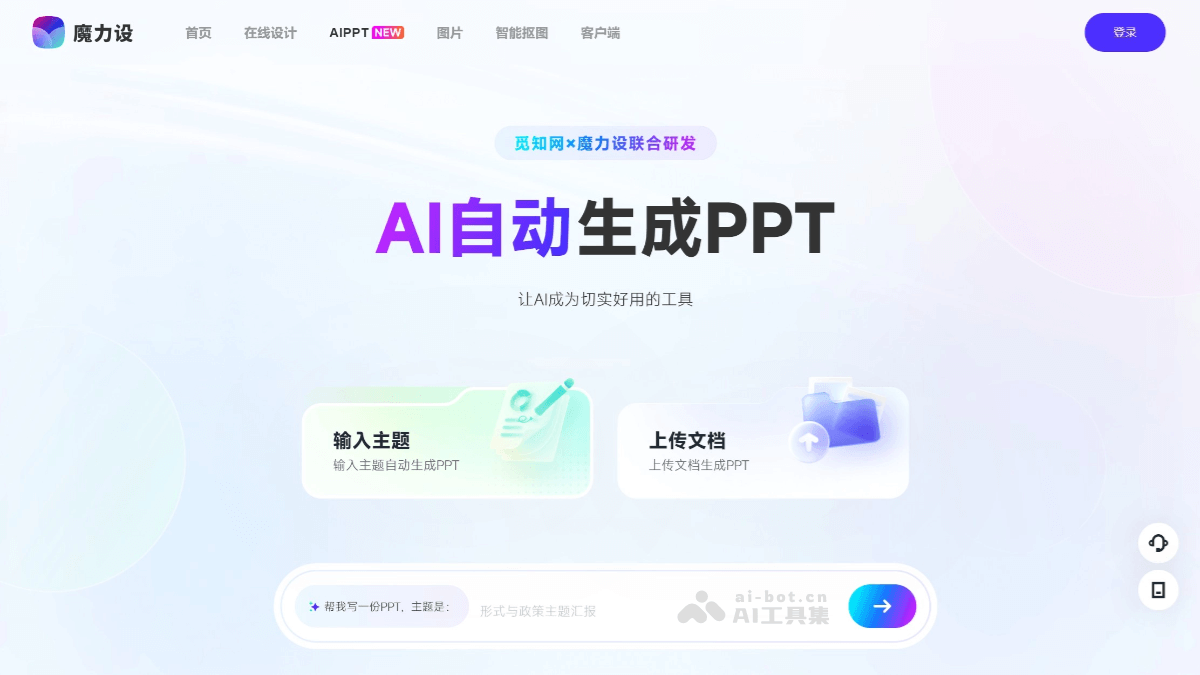 魔力设
首页 在线设计 AIPPT NEW 图片 智能抠图 客户端
登录
觅知网×魔力设联合研发
AI自动生成PPT
让AI成为切实好用的工具
输入主题
输入主题自动生成PPT
上传文档
上传文档生成PPT
帮我写一份PPT，主题是：
形式与政策主题汇报
ai-bot.cn
AI工具集